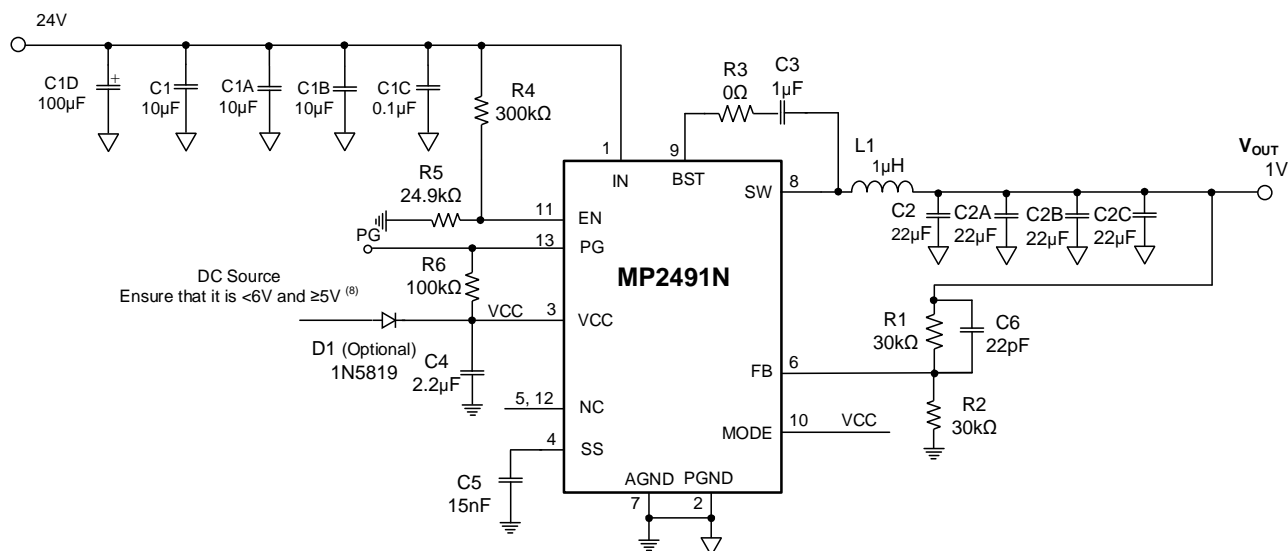 24V
C1D
100µF
+
C1
10µF
C1A
10µF
C1B
10µF
C1C
0.1µF
R4
300kΩ
R3
0Ω
C3
1µF
1
IN
9
BST
SW
8
L1
1µH
VOUT
1V
C2
22µF
C2A
22µF
C2B
22µF
C2C
22µF
R5
24.9kΩ
11
EN
PG
13
PG
R6
100kΩ
MP2491N
DC Source
Ensure that it is <6V and ≥5V (8)
VCC
3
VCC
D1 (Optional)
1N5819
C4
2.2µF
R1
30kΩ
C6
22pF
FB
6
5, 12
NC
R2
30kΩ
MODE
10
VCC
4
SS
C5
15nF
AGND
7
PGND
2